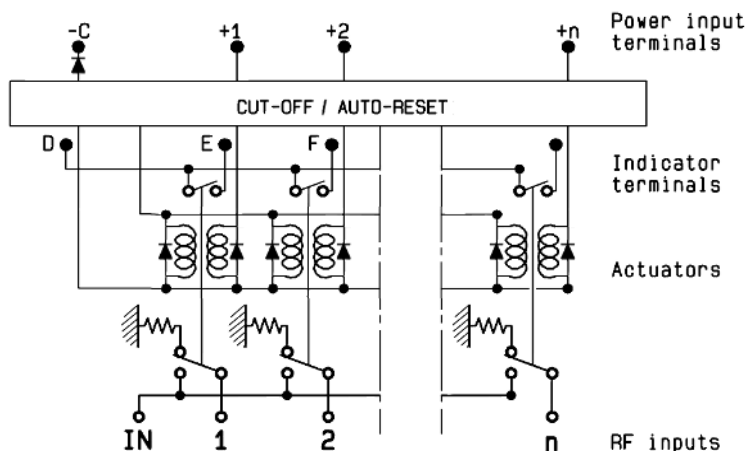 -C +1 +2 +n Power input
terminals
CUT-OFF / AUTO-RESET
D E F
Indicator
terminals
Actuators
IN 1 2 n RF inputs